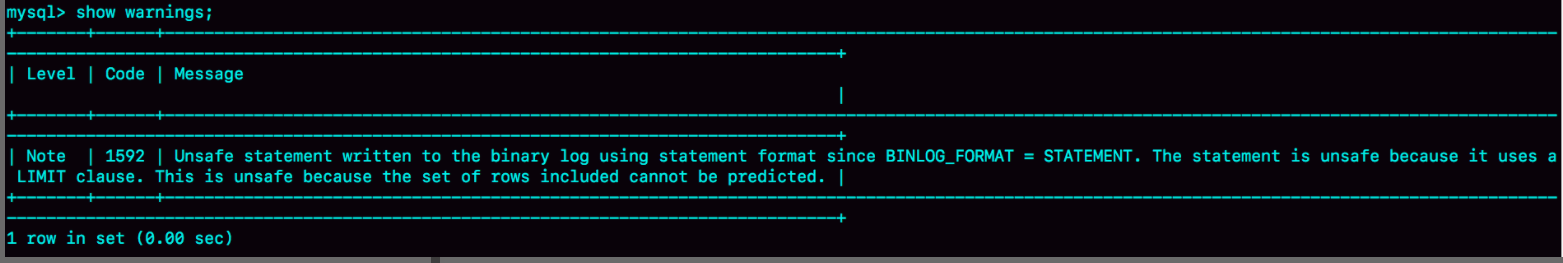 mysql> show warnings;
| Level | Code | Message
|
| Note | 1592 | Unsafe statement written to the binary log using statement format since BINLOG_FORMAT = STATEMENT. The statement is unsafe because it uses a
LIMIT clause. This is unsafe because the set of rows included cannot be predicted. |
1 row in set (0.00 sec)